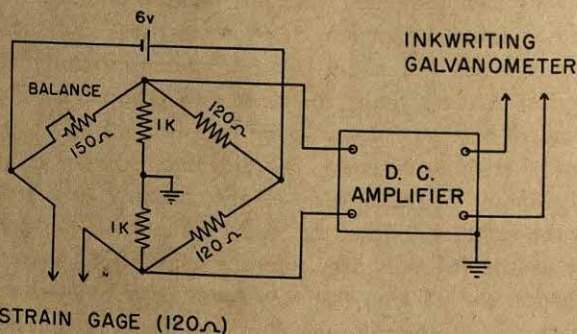 6v
INKWRITING
GALVANOMETER
BALANCE
150Ω
1K
120Ω
D. C.
AMPLIFIER
1K
120Ω
STRAIN GAGE (120Ω)